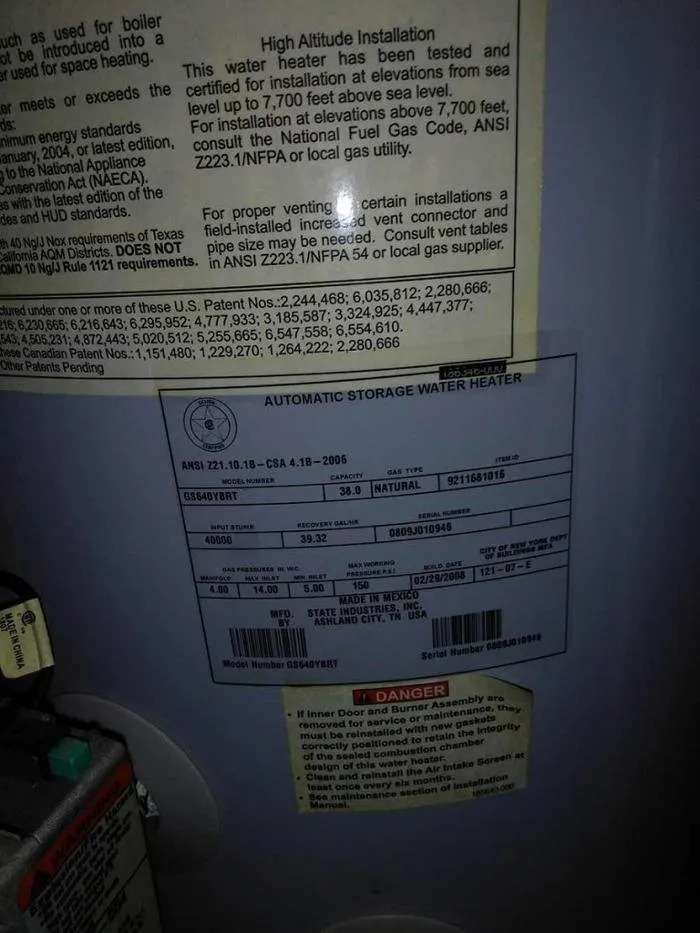 uch as used for boiler
ot be introduced into a
er used for space heating.
er meets or exceeds the
ds:
nimum energy standards
anuary, 2004, or latest edition,
g to the National Appliance
Conservation Act (NAECA).
es with the latest edition of the
des and HUD standards.
th 40 Ng/J Nox requirements of Texas
California AQM Districts. DOES NOT
QMD 10 Ng/J Rule 1121 requirements.
High Altitude Installation
This water heater has been tested and
certified for installation at elevations from sea
level up to 7,700 feet above sea level.
For installation at elevations above 7,700 feet,
consult the National Fuel Gas Code, ANSI
Z223.1/NFPA or local gas utility.
For proper venting certain installations a
field-installed increased vent connector and
pipe size may be needed. Consult vent tables
in ANSI Z223.1/NFPA 54 or local gas supplier.
ctured under one or more of these U.S. Patent Nos.:2,244,468; 6,035,812; 2,280,666;
216; 6,230,665; 6,216,643; 6,295,952; 4,777,933; 3,185,587; 3,324,925; 4,447,377;
543; 4,505,231; 4,872,443; 5,020,512; 5,255,665; 6,547,558; 6,554,610.
hese Canadian Patent Nos.: 1,151,480; 1,229,270; 1,264,222; 2,280,666
Other Patents Pending
186346-000
AUTOMATIC STORAGE WATER HEATER
ANSI Z21.10.1B-CSA 4.1B-2006
MODEL NUMBER CAPACITY GAS TYPE ITEM ID
GS640YBRT 38.0 NATURAL 9211681016
INPUT BTU/HR RECOVERY GAL/HR SERIAL NUMBER
40000 39.32 0809J010946
GAS PRESSURES IN. W.C. MAX WORKING PRESSURE P.S.I. BUILD DATE CITY OF NEW YORK DEPT OF BUILDINGS MEA
MANIFOLD MAX INLET MIN INLET
4.00 14.00 5.00 150 02/29/2008 121-07-E
MADE IN MEXICO
MFD. BY STATE INDUSTRIES, INC.
ASHLAND CITY, TN USA
Model Number GS640YBRT
Serial Number 0809J010946
DANGER
• If Inner Door and Burner Assembly are
removed for service or maintenance, they
must be reinstalled with new gaskets
correctly positioned to retain the integrity
of the sealed combustion chamber
design of this water heater.
• Clean and reinstall the Air Intake Screen at
least once every six months.
• See maintenance section of Installation
Manual.
185640-000
MADE IN CHINA
WARNING